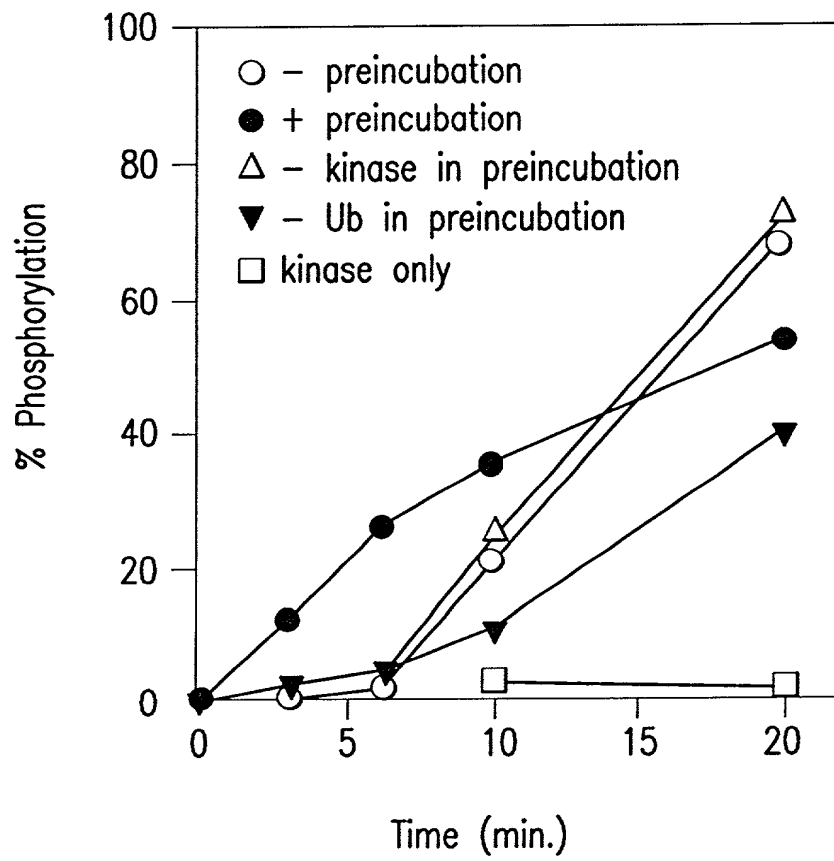 100
80
60
40
20
0
% Phosphorylation
− preincubation
+ preincubation
− kinase in preincubation
− Ub in preincubation
kinase only
0 5 10 15 20
Time (min.)